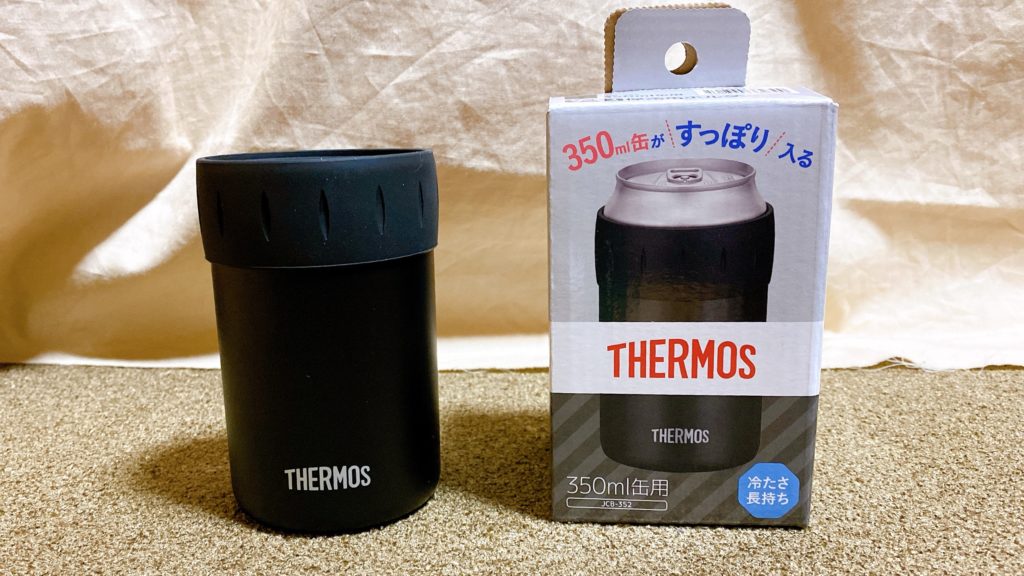 THERMOS
350ml缶が すっぽり 入る
THERMOS
THERMOS
350ml缶用
JCB-352
冷たさ
長持ち